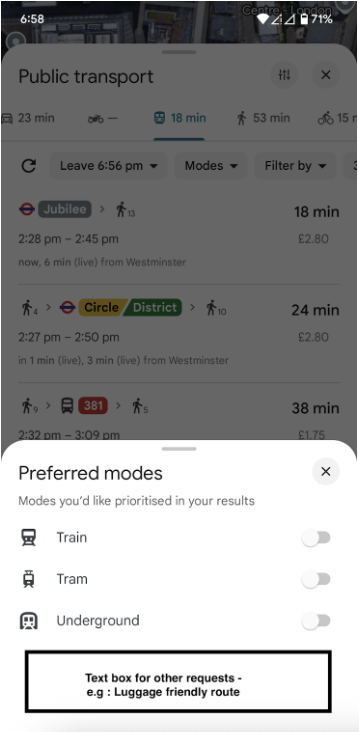 Centre - London
6:58
71%
Public transport
23 min
—
18 min
53 min
15 n
Leave 6:56 pm
Modes
Filter by
3
Jubilee > 13
18 min
2:28 pm – 2:45 pm
£2.80
now, 6 min (live) from Westminster
4 > Circle District > 10
24 min
2:27 pm – 2:50 pm
£2.80
in 1 min (live), 3 min (live) from Westminster
9 > 381 > 5
38 min
2:32 pm – 3:09 pm
£1.75
Preferred modes
Modes you'd like prioritised in your results
Train
Tram
Underground
Text box for other requests -
e.g : Luggage friendly route